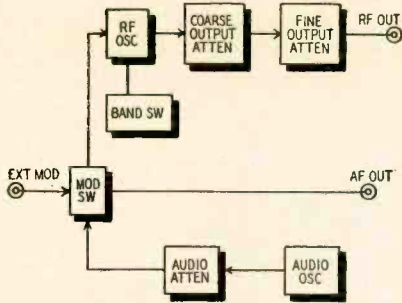 RF
OSC
COARSE
OUTPUT
ATTEN
FINE
OUTPUT
ATTEN
RF OUT
BAND SW
EXT MOD
MOD
SW
AF OUT
AUDIO
ATTEN
AUDIO
OSC